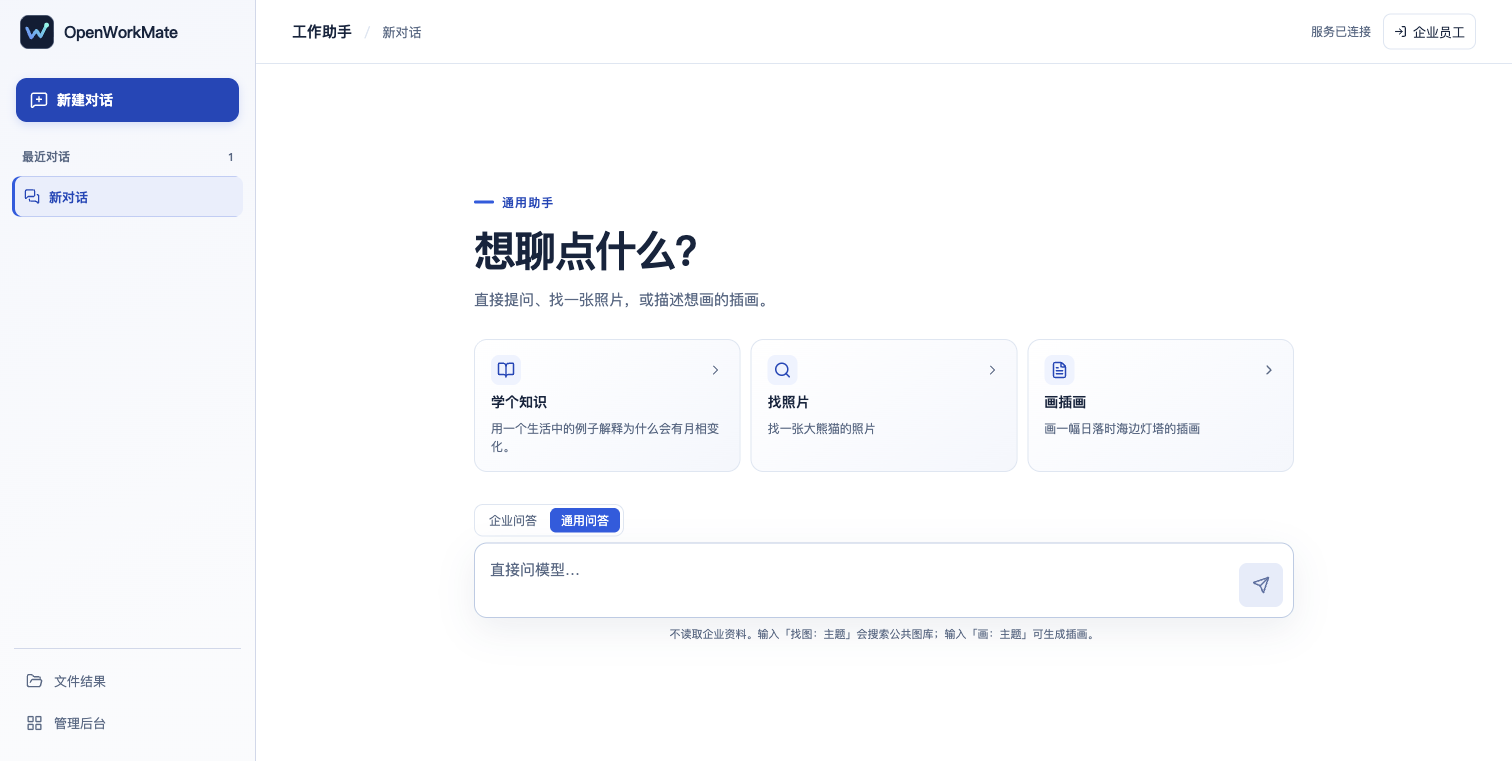 OpenWorkMate
新建对话
最近对话 1
新对话
文件结果
管理后台
工作助手 / 新对话
服务已连接
企业员工
通用助手
想聊点什么?
直接提问、找一张照片，或描述想画的插画。
学个知识
用一个生活中的例子解释为什么会有月相变
化。
找照片
找一张大熊猫的照片
画插画
画一幅日落时海边灯塔的插画
企业问答 通用问答
直接问模型...
不读取企业资料。输入「找图：主题」会搜索公共图库；输入「画：主题」可生成插画。